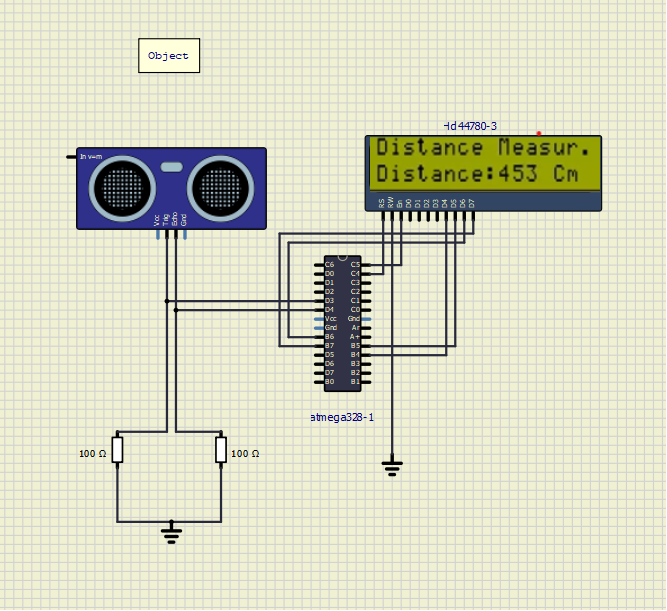 Object
Hd44780-3
Distance Measur.
Distance:453 Cm
In v=m
Vcc Trig Echo Gnd
RS RW En D0 D1 D2 D3 D4 D5 D6 D7
C6 C5
D0 C4
D1 C3
D2 C2
D3 C1
D4 C0
Vcc Gnd
Gnd Ar
B6 A+
B7 B5
D5 B4
D6 B3
D7 B2
B0 B1
atmega328-1
100 Ω 100 Ω